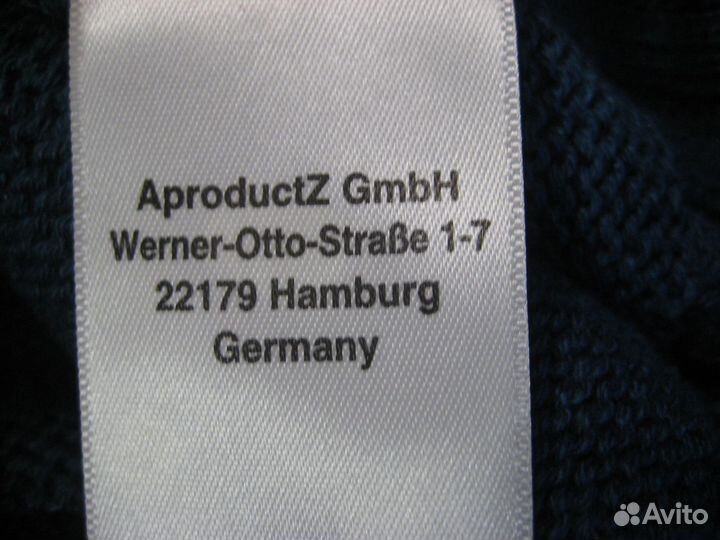 AproductZ GmbH
Werner-Otto-Straße 1-7
22179 Hamburg
Germany
Avito